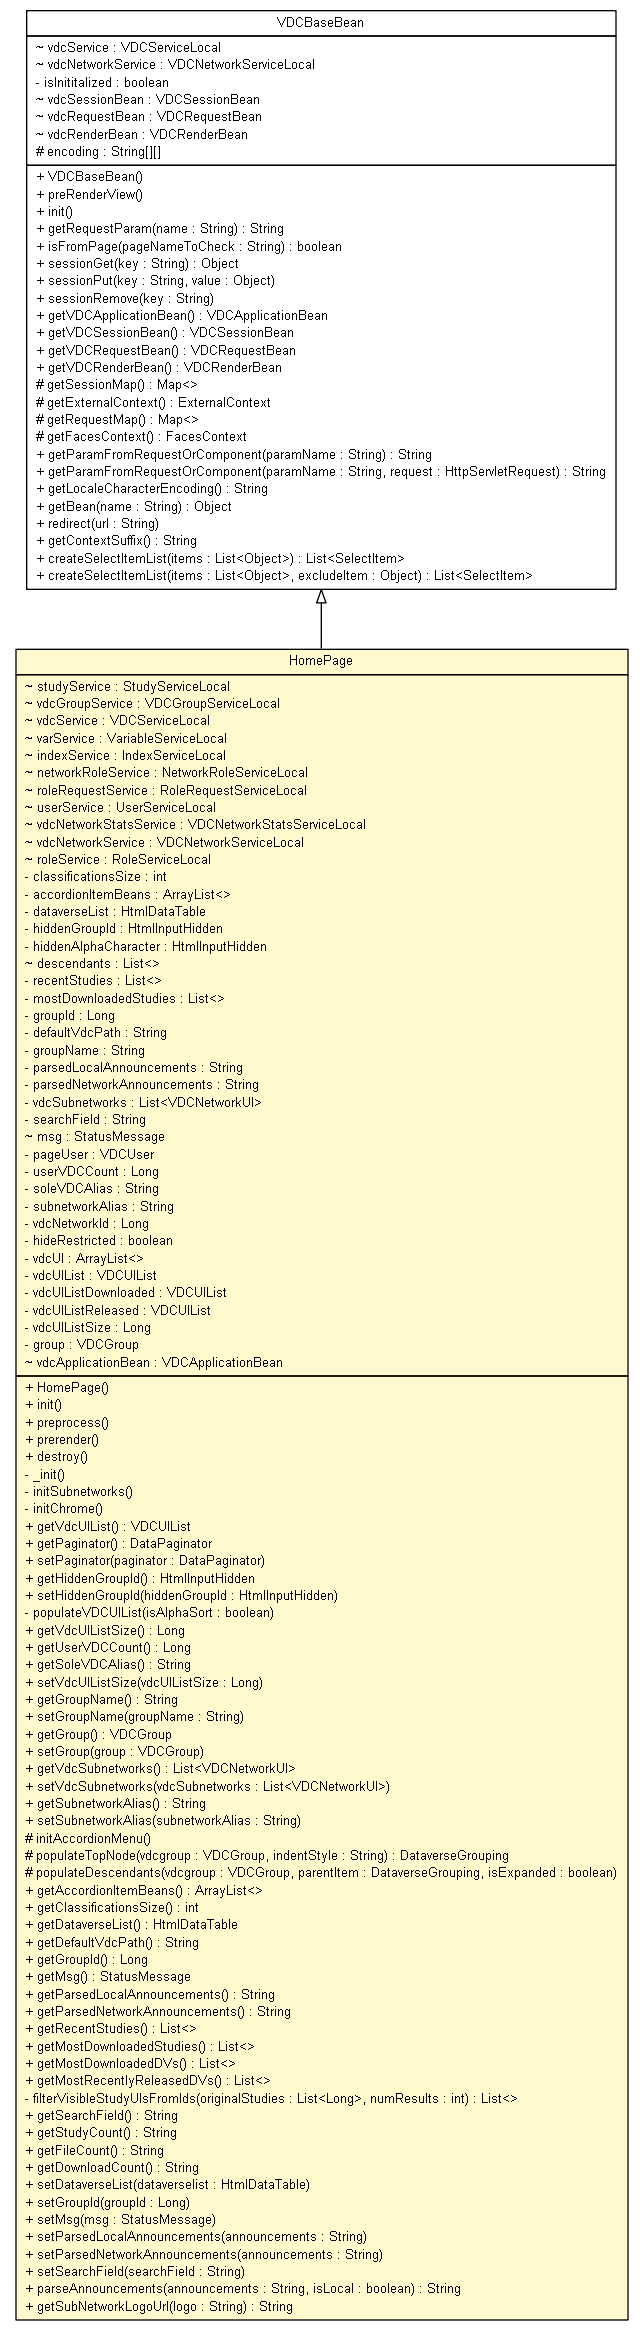 VDCBaseBean
~ vdcService : VDCServiceLocal
~ vdcNetworkService : VDCNetworkServiceLocal
- isInititalized : boolean
~ vdcSessionBean : VDCSessionBean
~ vdcRequestBean : VDCRequestBean
~ vdcRenderBean : VDCRenderBean
# encoding : String[][]
+ VDCBaseBean()
+ preRenderView()
+ init()
+ getRequestParam(name : String) : String
+ isFromPage(pageNameToCheck : String) : boolean
+ sessionGet(key : String) : Object
+ sessionPut(key : String, value : Object)
+ sessionRemove(key : String)
+ getVDCApplicationBean() : VDCApplicationBean
+ getVDCSessionBean() : VDCSessionBean
+ getVDCRequestBean() : VDCRequestBean
+ getVDCRenderBean() : VDCRenderBean
# getSessionMap() : Map<>
# getExternalContext() : ExternalContext
# getRequestMap() : Map<>
# getFacesContext() : FacesContext
+ getParamFromRequestOrComponent(paramName : String) : String
+ getParamFromRequestOrComponent(paramName : String, request : HttpServletRequest) : String
+ getLocaleCharacterEncoding() : String
+ getBean(name : String) : Object
+ redirect(url : String)
+ getContextSuffix() : String
+ createSelectItemList(items : List<Object>) : List<SelectItem>
+ createSelectItemList(items : List<Object>, excludeItem : Object) : List<SelectItem>
HomePage
~ studyService : StudyServiceLocal
~ vdcGroupService : VDCGroupServiceLocal
~ vdcService : VDCServiceLocal
~ varService : VariableServiceLocal
~ indexService : IndexServiceLocal
~ networkRoleService : NetworkRoleServiceLocal
~ roleRequestService : RoleRequestServiceLocal
~ userService : UserServiceLocal
~ vdcNetworkStatsService : VDCNetworkStatsServiceLocal
~ vdcNetworkService : VDCNetworkServiceLocal
~ roleService : RoleServiceLocal
- classificationsSize : int
- accordionItemBeans : ArrayList<>
- dataverseList : HtmlDataTable
- hiddenGroupId : HtmlInputHidden
- hiddenAlphaCharacter : HtmlInputHidden
~ descendants : List<>
- recentStudies : List<>
- mostDownloadedStudies : List<>
- groupId : Long
- defaultVdcPath : String
- groupName : String
- parsedLocalAnnouncements : String
- parsedNetworkAnnouncements : String
- vdcSubnetworks : List<VDCNetworkUI>
- searchField : String
~ msg : StatusMessage
- pageUser : VDCUser
- userVDCCount : Long
- soleVDCAlias : String
- subnetworkAlias : String
- vdcNetworkId : Long
- hideRestricted : boolean
- vdcUI : ArrayList<>
- vdcUIList : VDCUIList
- vdcUIListDownloaded : VDCUIList
- vdcUIListReleased : VDCUIList
- vdcUIListSize : Long
- group : VDCGroup
~ vdcApplicationBean : VDCApplicationBean
+ HomePage()
+ init()
+ preprocess()
+ prerender()
+ destroy()
- _init()
- initSubnetworks()
- initChrome()
+ getVdcUIList() : VDCUIList
+ getPaginator() : DataPaginator
+ setPaginator(paginator : DataPaginator)
+ getHiddenGroupId() : HtmlInputHidden
+ setHiddenGroupId(hiddenGroupId : HtmlInputHidden)
- populateVDCUIList(isAlphaSort : boolean)
+ getVdcUIListSize() : Long
+ getUserVDCCount() : Long
+ getSoleVDCAlias() : String
+ setVdcUIListSize(vdcUIListSize : Long)
+ getGroupName() : String
+ setGroupName(groupName : String)
+ getGroup() : VDCGroup
+ setGroup(group : VDCGroup)
+ getVdcSubnetworks() : List<VDCNetworkUI>
+ setVdcSubnetworks(vdcSubnetworks : List<VDCNetworkUI>)
+ getSubnetworkAlias() : String
+ setSubnetworkAlias(subnetworkAlias : String)
# initAccordionMenu()
# populateTopNode(vdcgroup : VDCGroup, indentStyle : String) : DataverseGrouping
# populateDescendants(vdcgroup : VDCGroup, parentItem : DataverseGrouping, isExpanded : boolean)
+ getAccordionItemBeans() : ArrayList<>
+ getClassificationsSize() : int
+ getDataverseList() : HtmlDataTable
+ getDefaultVdcPath() : String
+ getGroupId() : Long
+ getMsg() : StatusMessage
+ getParsedLocalAnnouncements() : String
+ getParsedNetworkAnnouncements() : String
+ getRecentStudies() : List<>
+ getMostDownloadedStudies() : List<>
+ getMostDownloadedDVs() : List<>
+ getMostRecentlyReleasedDVs() : List<>
- filterVisibleStudyUIsFromIds(originalStudies : List<Long>, numResults : int) : List<>
+ getSearchField() : String
+ getStudyCount() : String
+ getFileCount() : String
+ getDownloadCount() : String
+ setDataverseList(dataverselist : HtmlDataTable)
+ setGroupId(groupId : Long)
+ setMsg(msg : StatusMessage)
+ setParsedLocalAnnouncements(announcements : String)
+ setParsedNetworkAnnouncements(announcements : String)
+ setSearchField(searchField : String)
+ parseAnnouncements(announcements : String, isLocal : boolean) : String
+ getSubNetworkLogoUrl(logo : String) : String